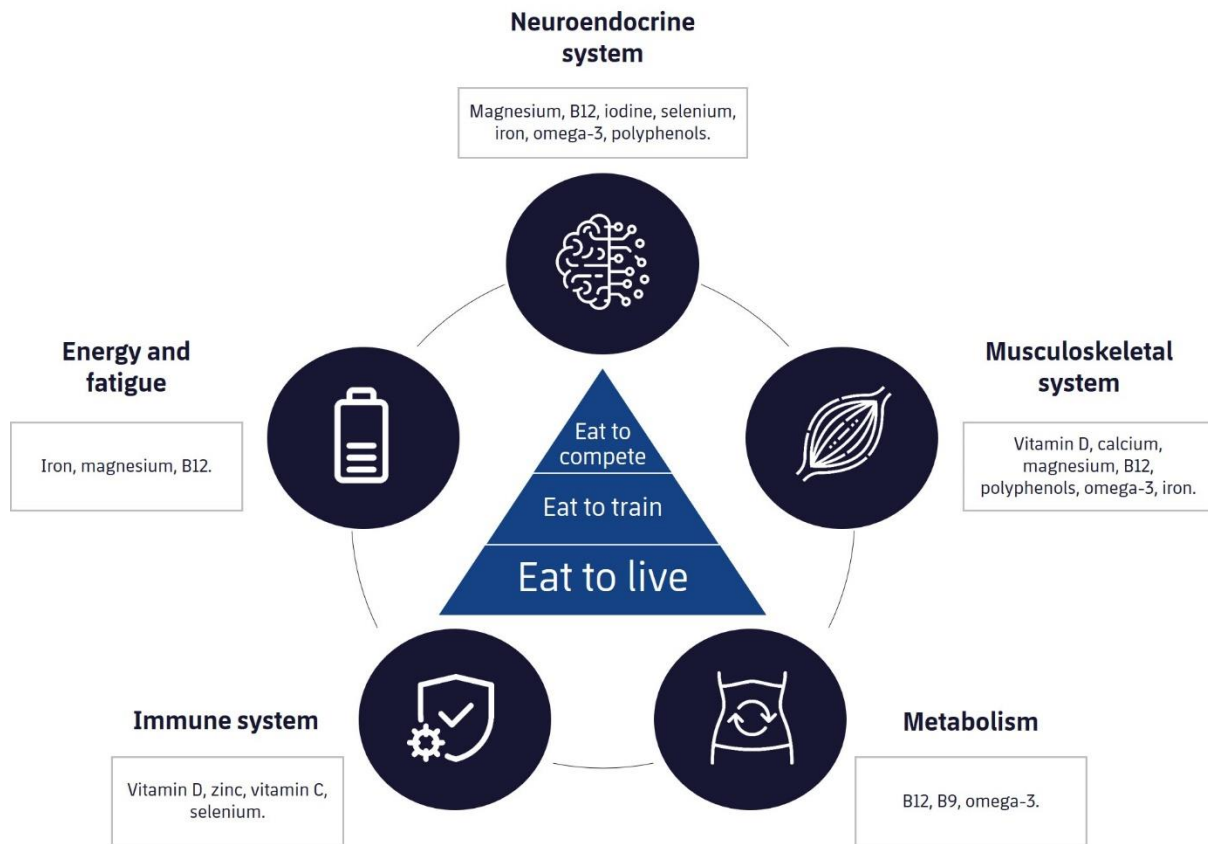 Neuroendocrine
system
Magnesium, B12, iodine, selenium,
iron, omega-3, polyphenols.
Energy and
fatigue
Iron, magnesium, B12.
Musculoskeletal
system
Vitamin D, calcium,
magnesium, B12,
polyphenols, omega-3, iron.
Eat to
compete
Eat to train
Eat to live
Immune system
Vitamin D, zinc, vitamin C,
selenium.
Metabolism
B12, B9, omega-3.